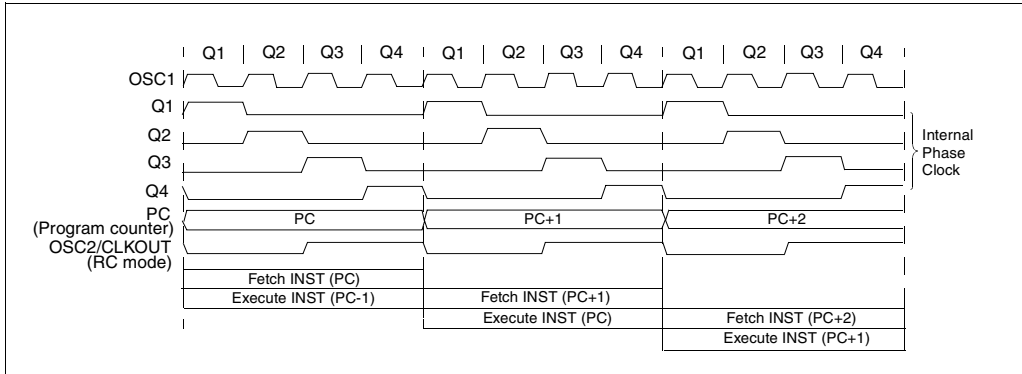 Q1 Q2 Q3 Q4 Q1 Q2 Q3 Q4 Q1 Q2 Q3 Q4
OSC1
Q1
Q2
Q3
Q4
Internal
Phase
Clock
PC
(Program counter)
PC PC+1 PC+2
OSC2/CLKOUT
(RC mode)
Fetch INST (PC)
Execute INST (PC-1) Fetch INST (PC+1)
Execute INST (PC) Fetch INST (PC+2)
Execute INST (PC+1)